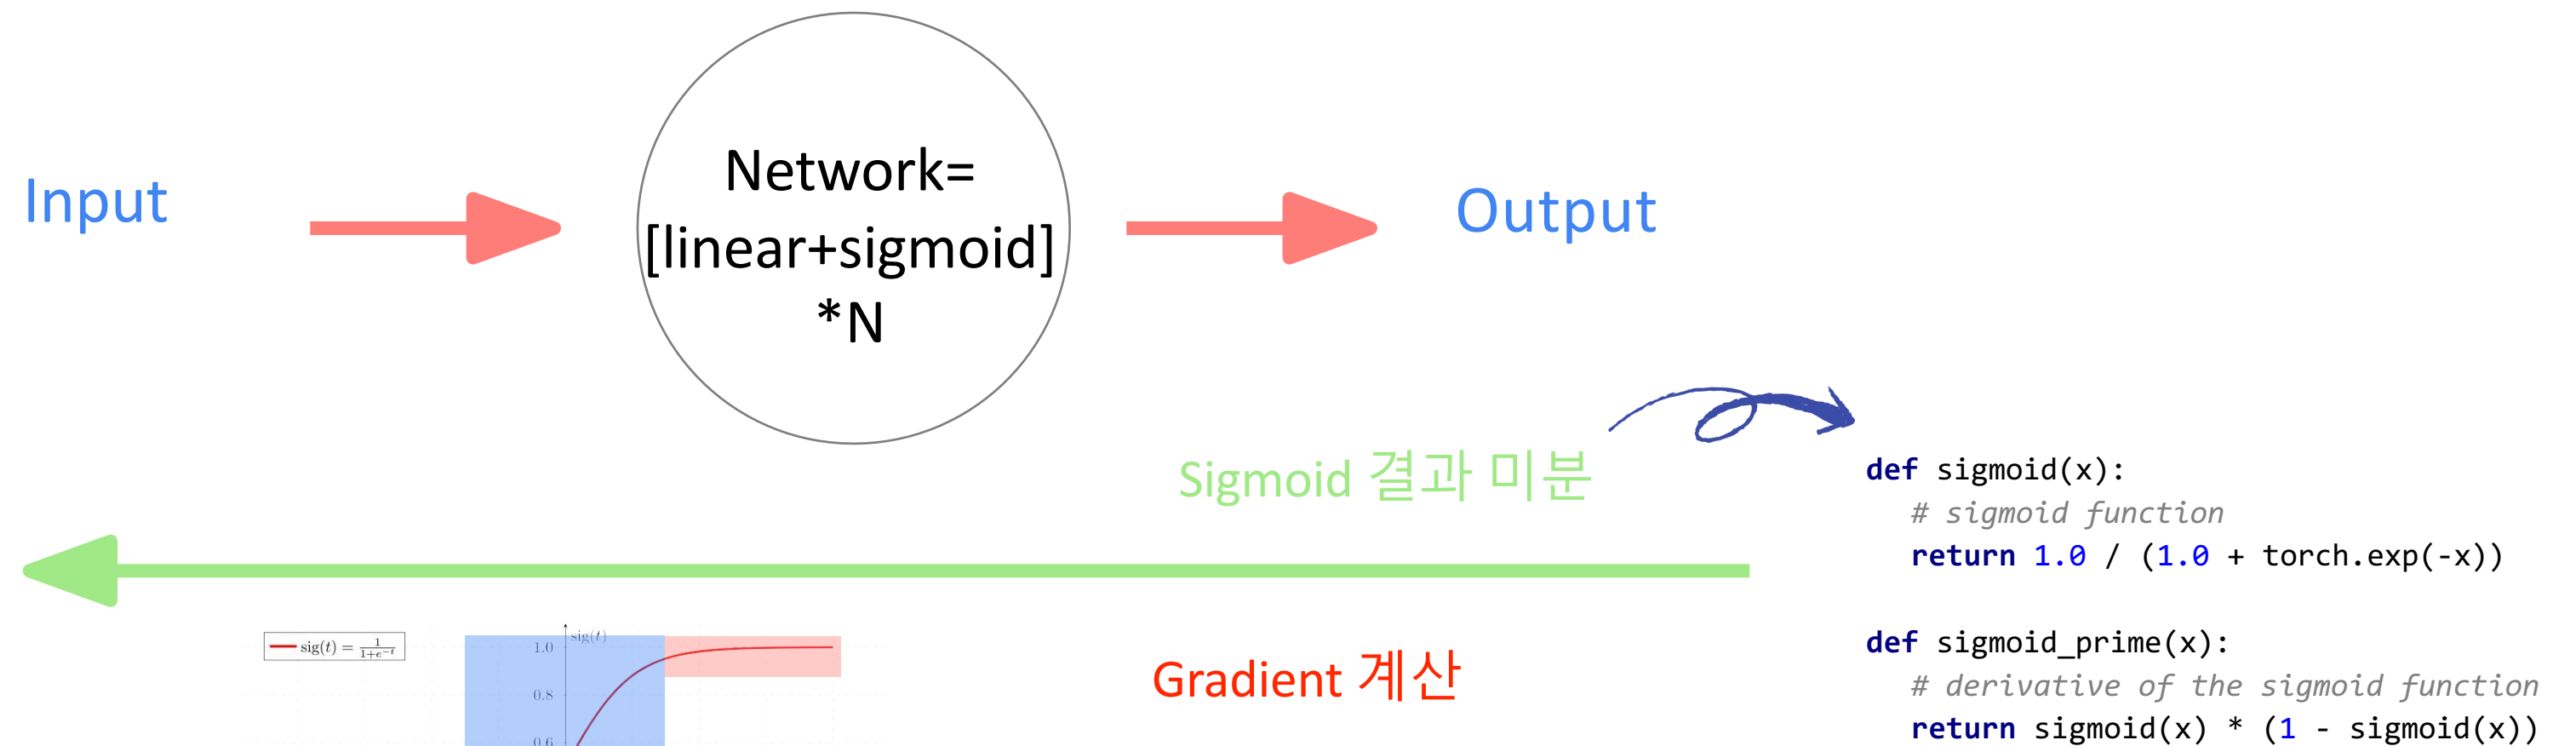 Input
Network=
[linear+sigmoid]
*N
Output
Sigmoid 결과 미분
def sigmoid(x):
# sigmoid function
return 1.0 / (1.0 + torch.exp(-x))
def sigmoid_prime(x):
# derivative of the sigmoid function
return sigmoid(x) * (1 - sigmoid(x))
Gradient 계산
sig(t) = 1/(1+e^{-t})
sig(t)
1.0
0.8
0.6